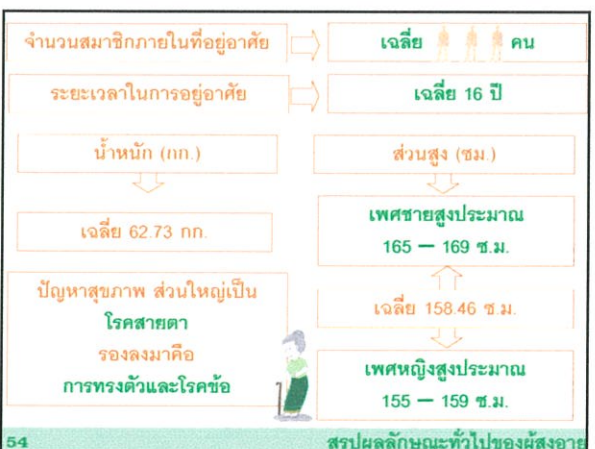 จำนวนสมาชิกภายในที่อยู่อาศัย
เฉลี่ย คน
ระยะเวลาในการอยู่อาศัย
เฉลี่ย 16 ปี
น้ำหนัก (กก.)
ส่วนสูง (ซม.)
เฉลี่ย 62.73 กก.
เพศชายสูงประมาณ
165 – 169 ซ.ม.
เฉลี่ย 158.46 ซ.ม.
เพศหญิงสูงประมาณ
155 – 159 ซ.ม.
ปัญหาสุขภาพ ส่วนใหญ่เป็น
โรคสายตา
รองลงมาคือ
การทรงตัวและโรคข้อ
54
สรุปผลลักษณะทั่วไปของผู้สูงอาย